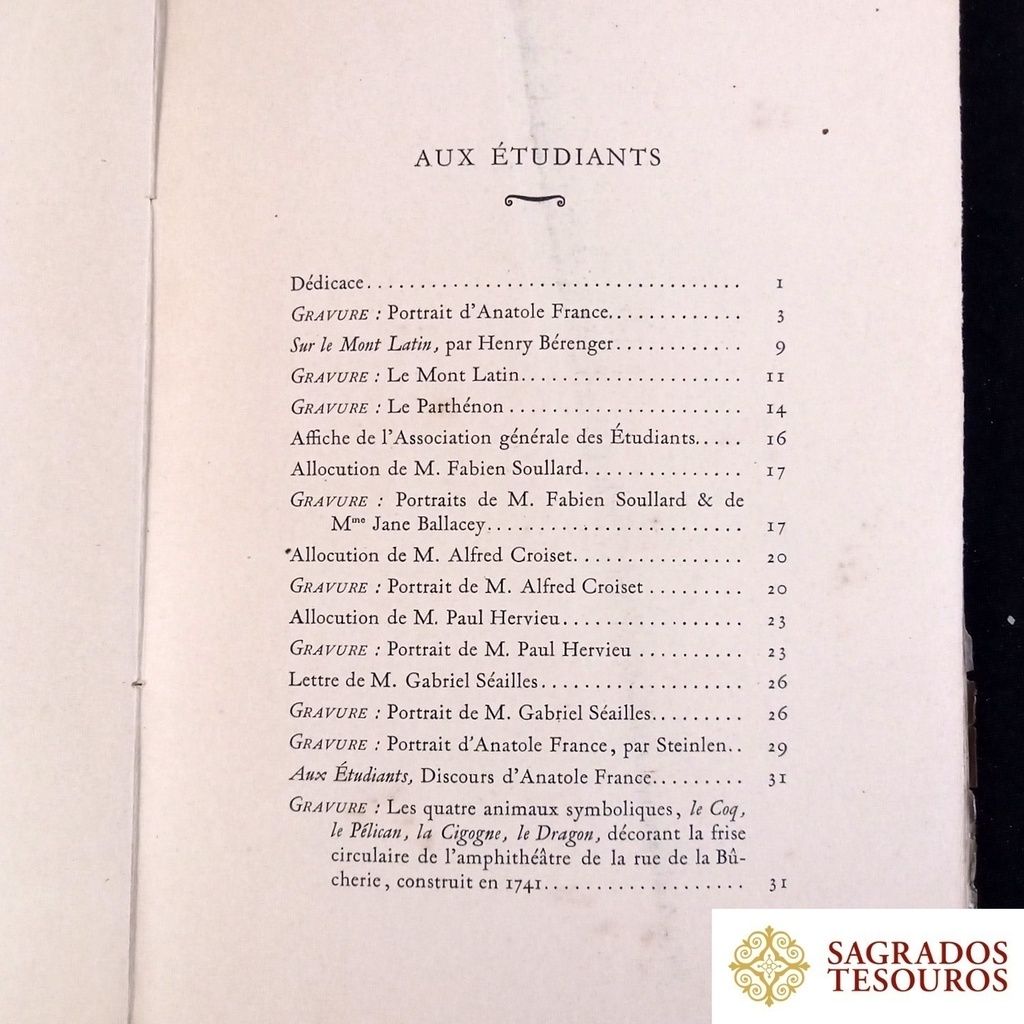 AUX ÉTUDIANTS
Dédicace................................... 1
GRAVURE : Portrait d'Anatole France............. 3
Sur le Mont Latin, par Henry Bérenger............ 9
GRAVURE : Le Mont Latin..................... 11
GRAVURE : Le Parthénon ...................... 14
Affiche de l'Association générale des Étudiants..... 16
Allocution de M. Fabien Soullard............... 17
GRAVURE : Portraits de M. Fabien Soullard & de
Mme Jane Ballacey........................ 17
Allocution de M. Alfred Croiset................ 20
GRAVURE : Portrait de M. Alfred Croiset ......... 20
Allocution de M. Paul Hervieu................. 23
GRAVURE : Portrait de M. Paul Hervieu .......... 23
Lettre de M. Gabriel Séailles................... 26
GRAVURE : Portrait de M. Gabriel Séailles......... 26
GRAVURE : Portrait d'Anatole France, par Steinlen.. 29
Aux Étudiants, Discours d'Anatole France......... 31
GRAVURE : Les quatre animaux symboliques, le Coq,
le Pélican, la Cigogne, le Dragon, décorant la frise
circulaire de l'amphithéâtre de la rue de la Bû-
cherie, construit en 1741................... 31
SAGRADOS
TESOUROS